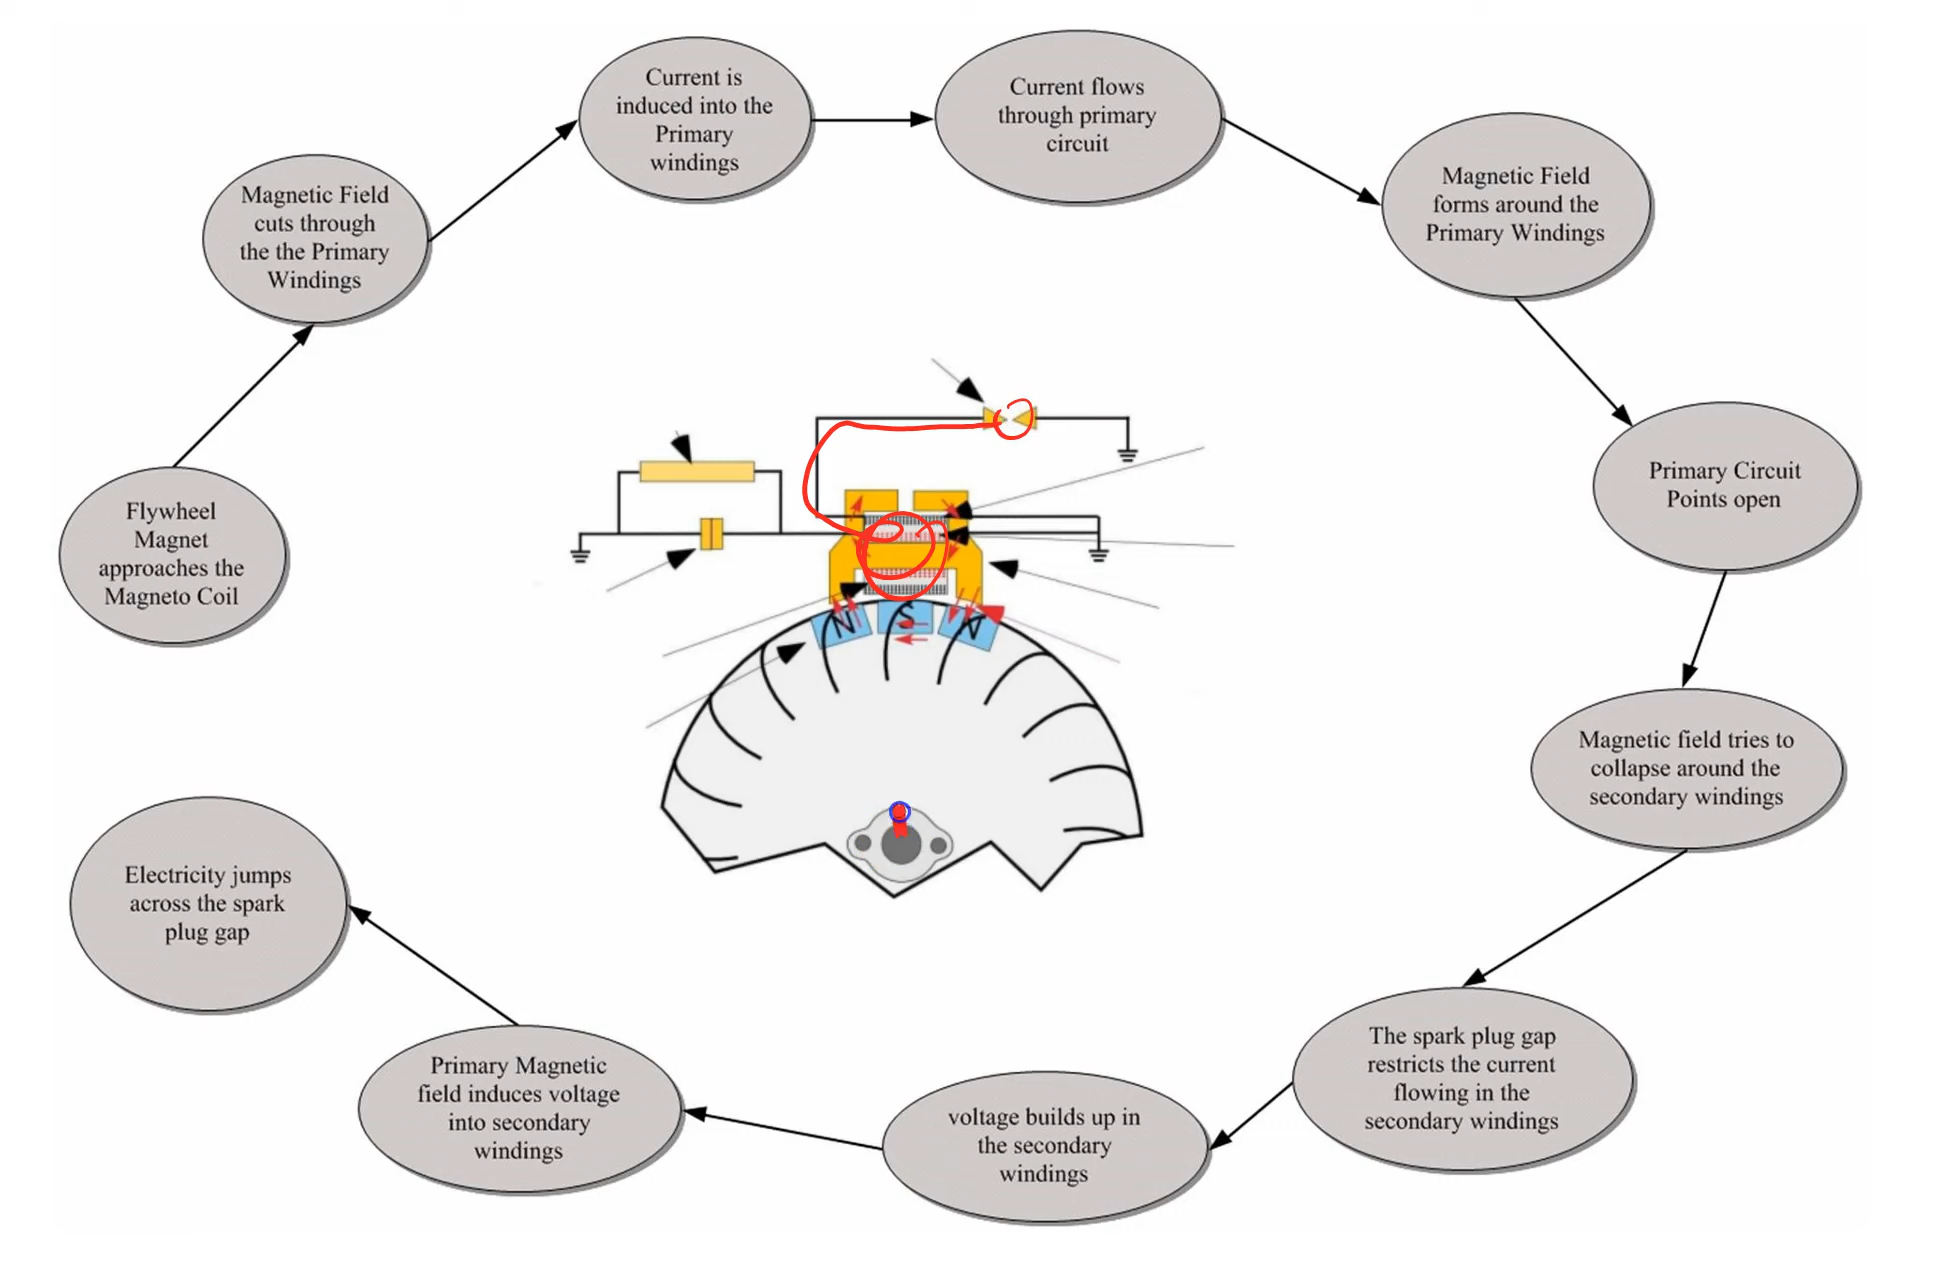 Flywheel
Magnet
approaches the
Magneto Coil
Magnetic Field
cuts through
the the Primary
Windings
Current is
induced into the
Primary
windings
Current flows
through primary
circuit
Magnetic Field
forms around the
Primary Windings
Primary Circuit
Points open
Magnetic field tries to
collapse around the
secondary windings
The spark plug gap
restricts the current
flowing in the
secondary windings
voltage builds up in
the secondary
windings
Primary Magnetic
field induces voltage
into secondary
windings
Electricity jumps
across the spark
plug gap
N S N